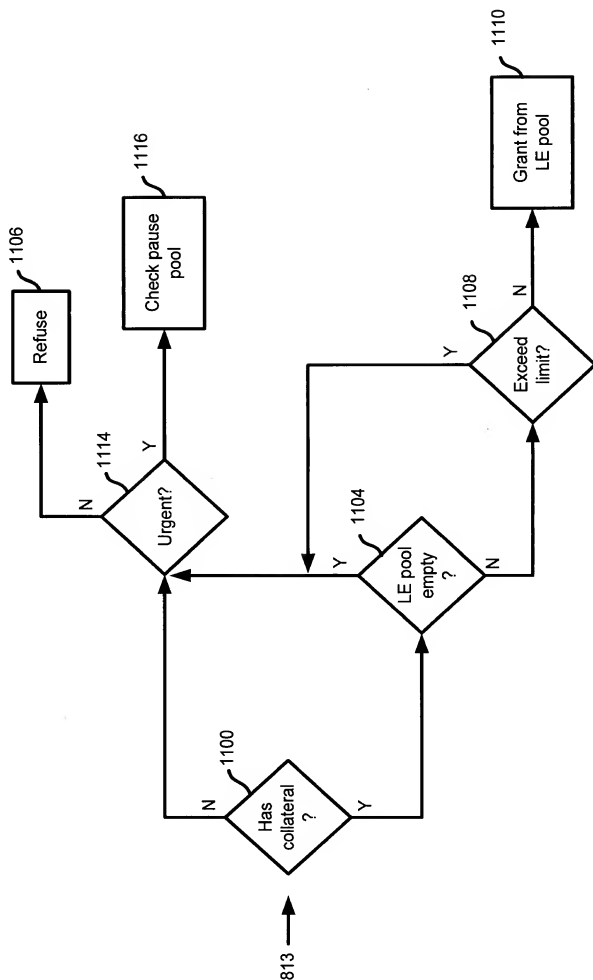 813
1100
Has
collateral
?
N
Y
1104
LE pool
empty
?
Y
N
1114
Urgent?
N
Y
1106
Refuse
1116
Check pause
pool
1108
Exceed
limit?
Y
N
1110
Grant from
LE pool